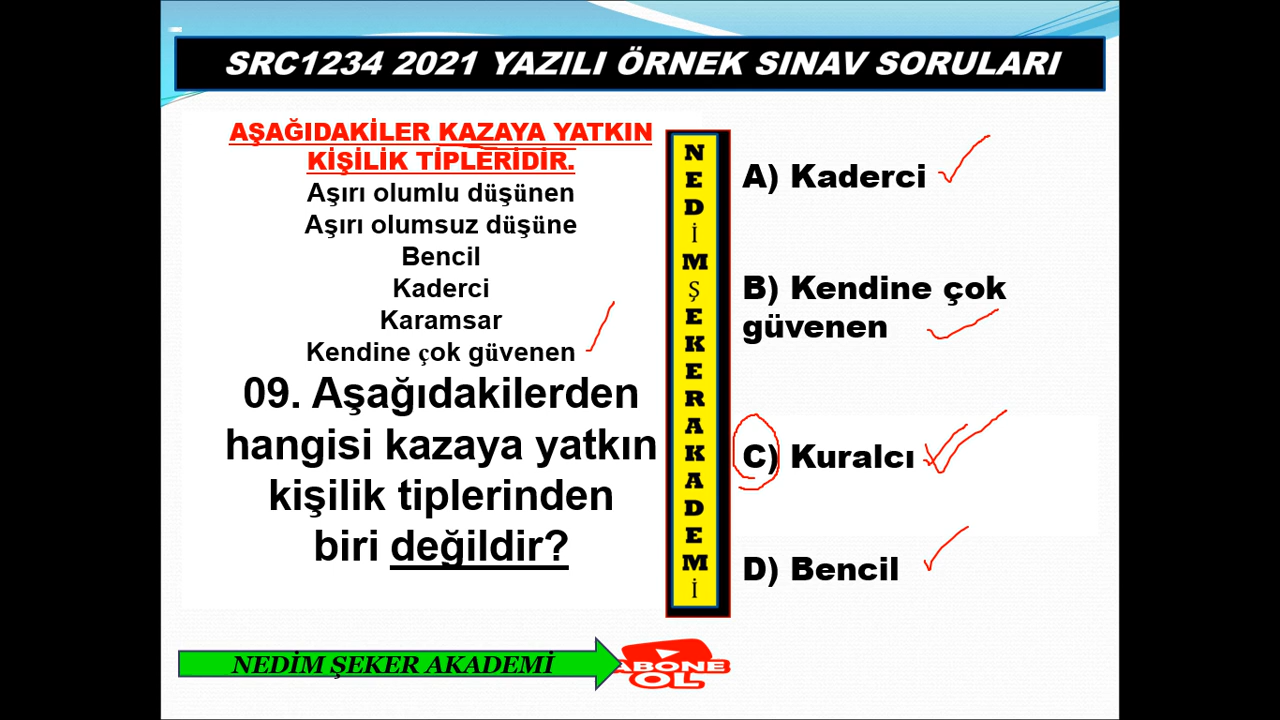 SRC1234 2021 YAZILI ÖRNEK SINAV SORULARI
AŞAĞIDAKİLER KAZAYA YATKIN
KİŞİLİK TİPLERİDİR.
Aşırı olumlu düşünen
Aşırı olumsuz düşüne
Bencil
Kaderci
Karamsar
Kendine çok güvenen
09. Aşağıdakilerden
hangisi kazaya yatkın
kişilik tiplerinden
biri değildir?
NEDİMŞEKERAKADEMİ
A) Kaderci
B) Kendine çok
güvenen
C) Kuralcı
D) Bencil
NEDİM ŞEKER AKADEMİ
ABONE
OL